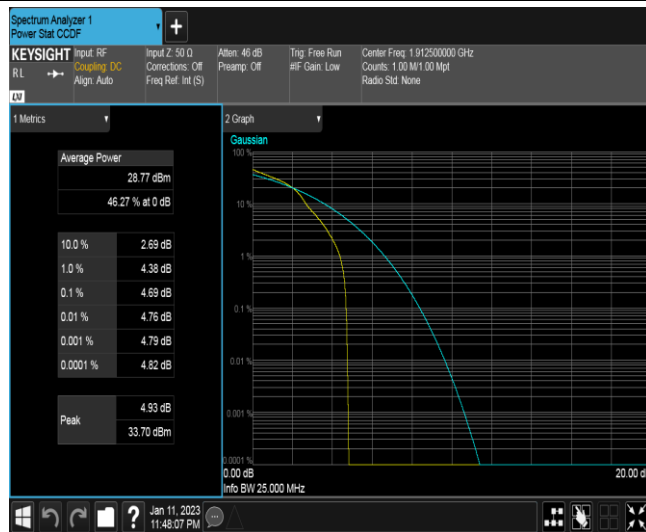 Spectrum Analyzer 1
Power Stat CCDF
KEYSIGHT
RL
LXI
Input: RF
Coupling: DC
Align: Auto
Input Z: 50 Ω
Corrections: Off
Freq Ref: Int (S)
Atten: 46 dB
Preamp: Off
Trig: Free Run
#IF Gain: Low
Center Freq: 1.912500000 GHz
Counts: 1.00 M/1.00 Mpt
Radio Std: None
1 Metrics
Average Power
28.77 dBm
46.27 % at 0 dB
10.0 % 2.69 dB
1.0 % 4.38 dB
0.1 % 4.69 dB
0.01 % 4.76 dB
0.001 % 4.79 dB
0.0001 % 4.82 dB
Peak
4.93 dB
33.70 dBm
2 Graph
Gaussian
100 %
10 %
1 %
0.1 %
0.01 %
0.001 %
0.0001 %
0.00 dB 20.00 d
Info BW 25.000 MHz
? Jan 11, 2023
11:48:07 PM